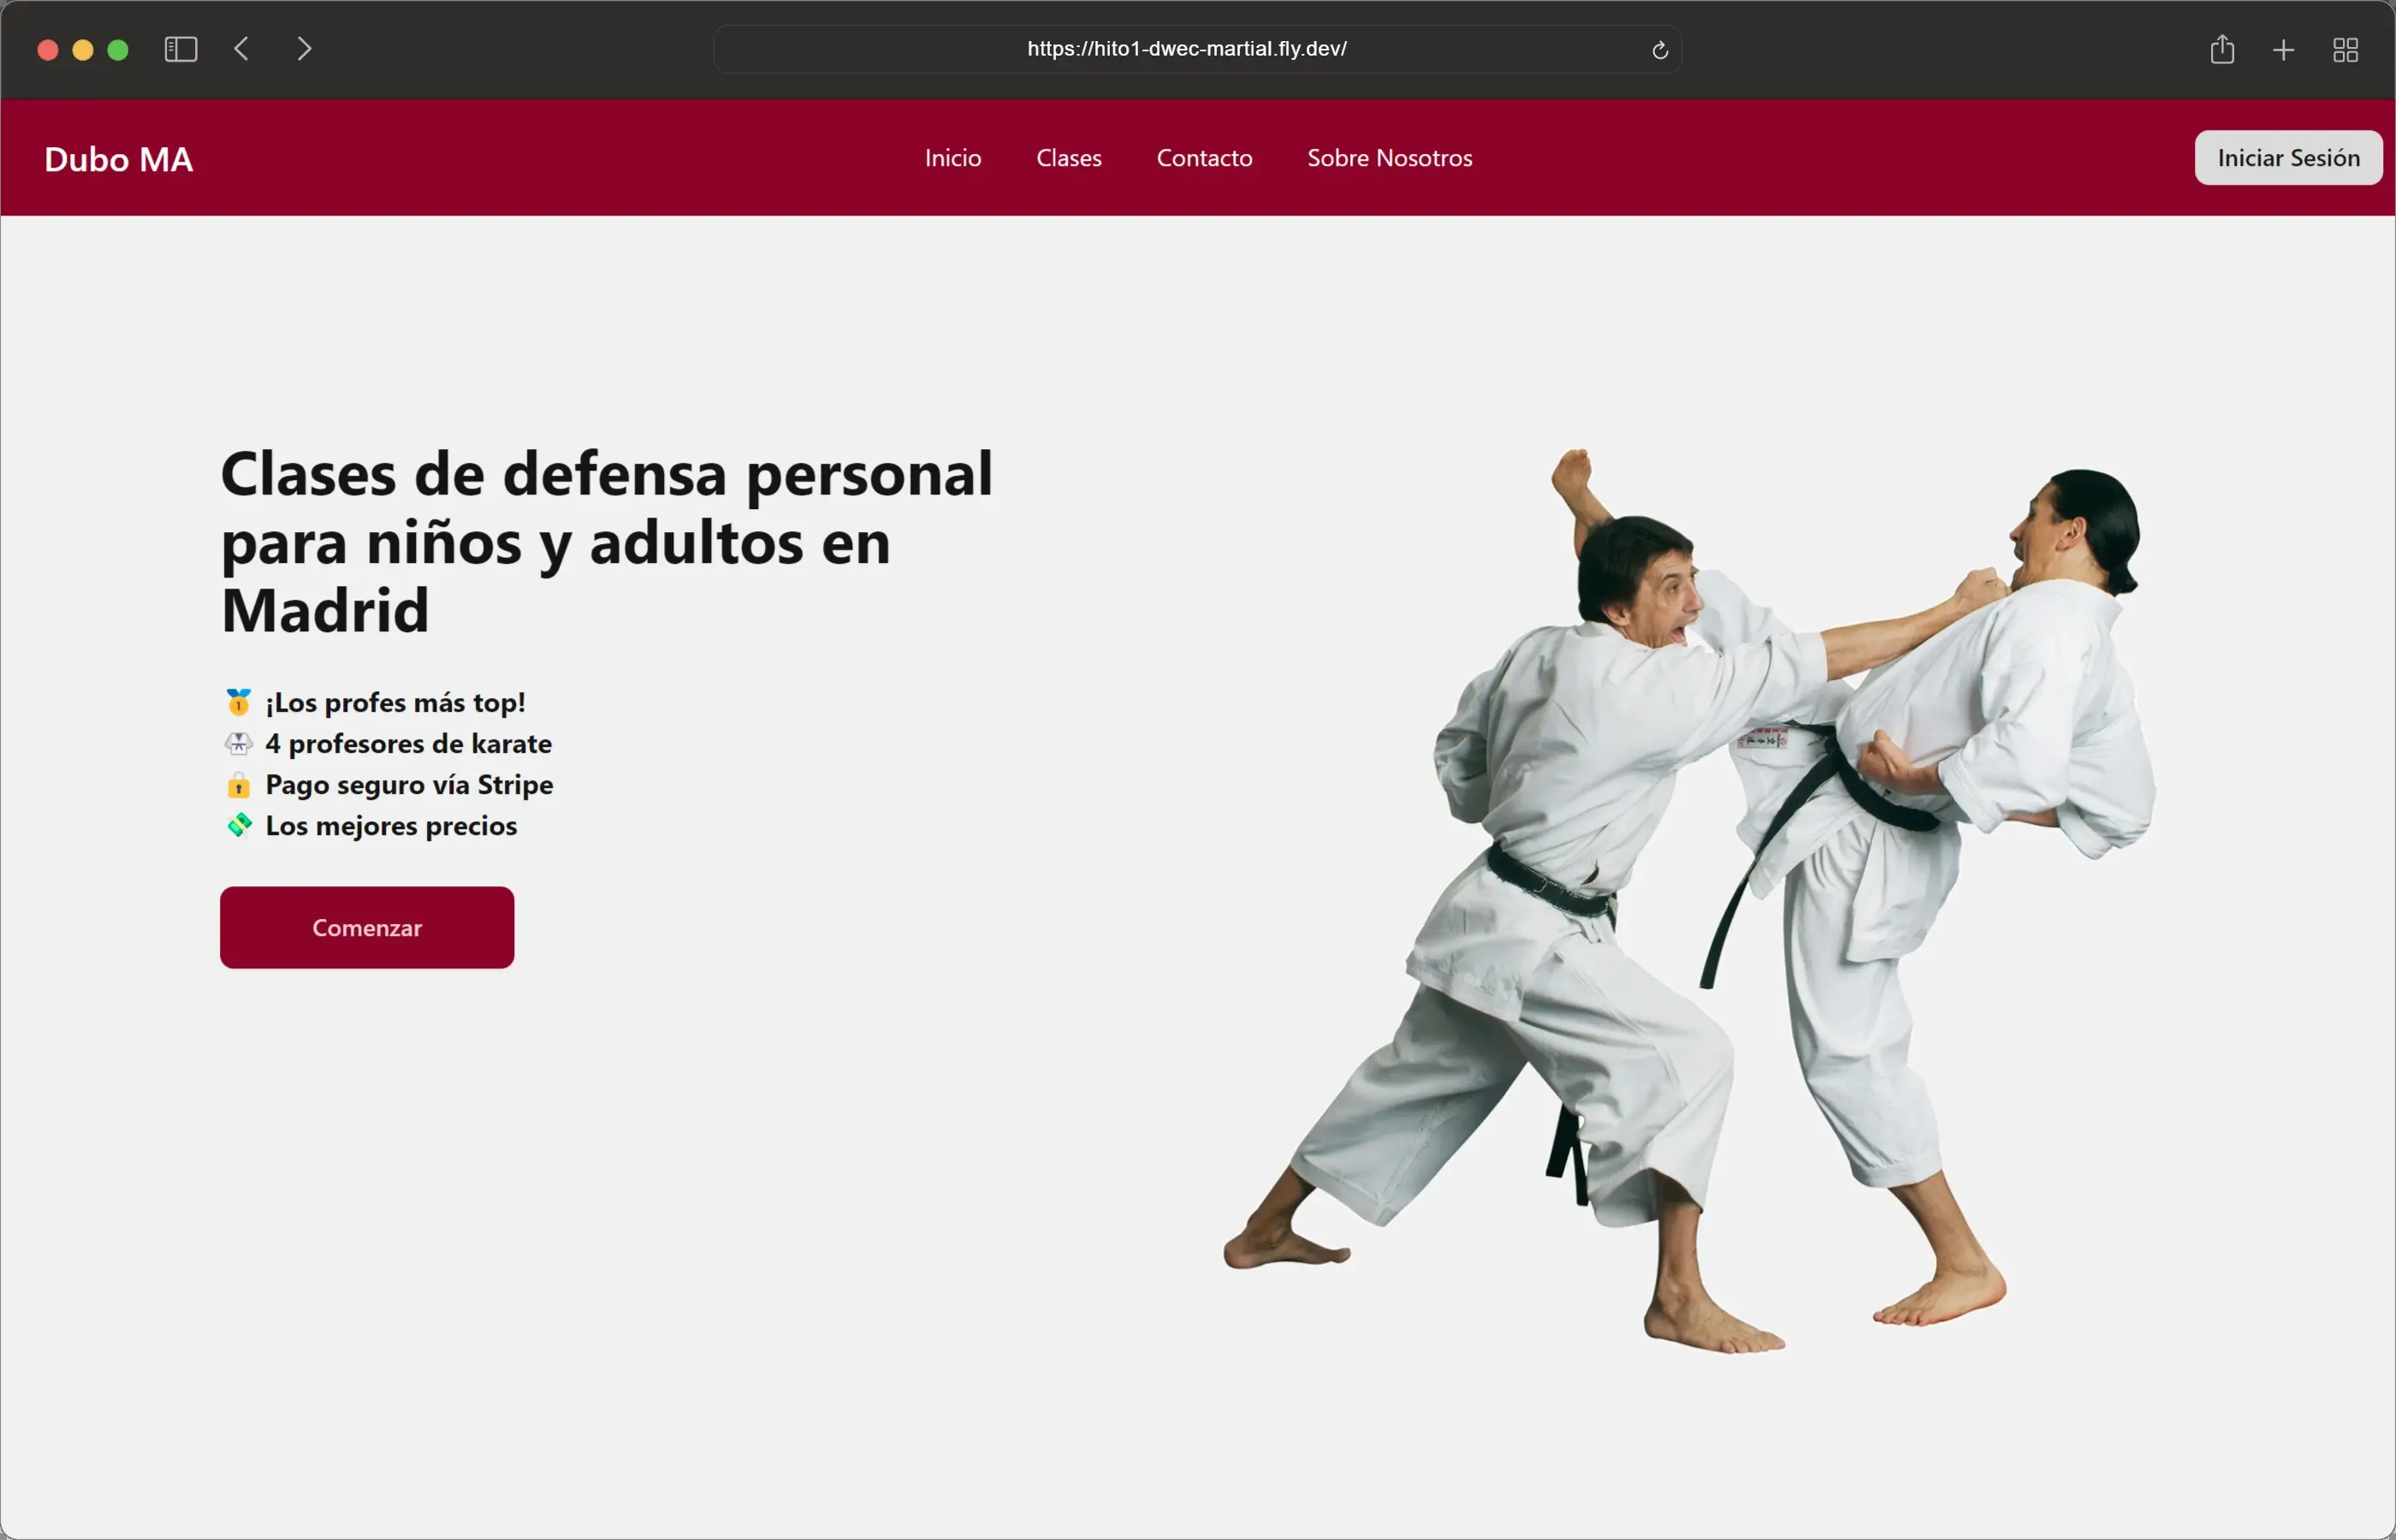 https://hito1-dwec-martial.fly.dev/
Dubo MA
Inicio
Clases
Contacto
Sobre Nosotros
Iniciar Sesión
Clases de defensa personal
para niños y adultos en
Madrid
¡Los profes más top!
4 profesores de karate
Pago seguro vía Stripe
Los mejores precios
Comenzar